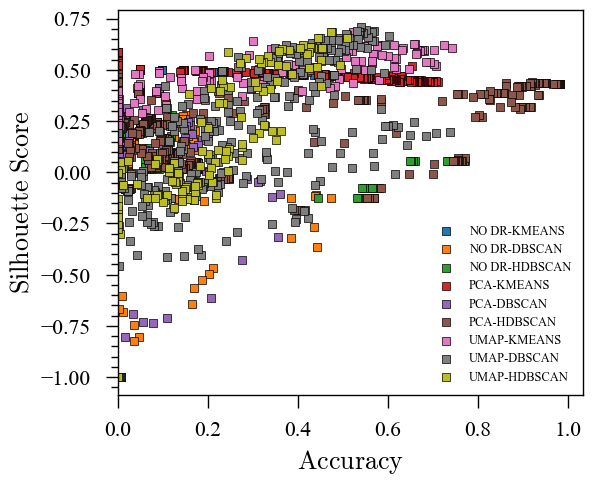 0.75
0.50
0.25
0.00
−0.25
−0.50
−0.75
−1.00
Silhouette Score
NO DR-KMEANS
NO DR-DBSCAN
NO DR-HDBSCAN
PCA-KMEANS
PCA-DBSCAN
PCA-HDBSCAN
UMAP-KMEANS
UMAP-DBSCAN
UMAP-HDBSCAN
0.0 0.2 0.4 0.6 0.8 1.0
Accuracy